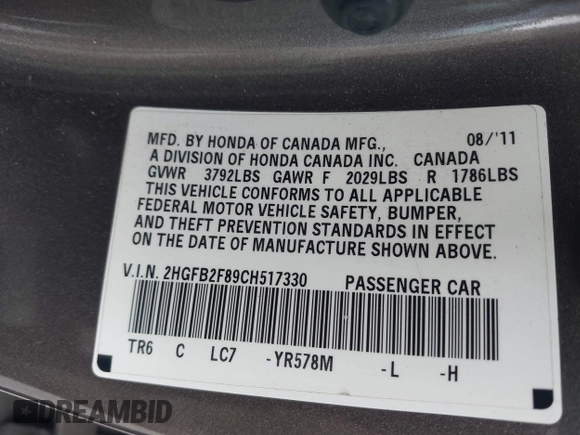 MFD. BY HONDA OF CANADA MFG., 08/'11
A DIVISION OF HONDA CANADA INC. CANADA
GVWR 3792LBS GAWR F 2029LBS R 1786LBS
THIS VEHICLE CONFORMS TO ALL APPLICABLE
FEDERAL MOTOR VEHICLE SAFETY, BUMPER,
AND THEFT PREVENTION STANDARDS IN EFFECT
ON THE DATE OF MANUFACTURE SHOWN ABOVE.
V.I.N. 2HGFB2F89CH517330 PASSENGER CAR
TR6 C LC7 -YR578M -L -H
DREAMBID